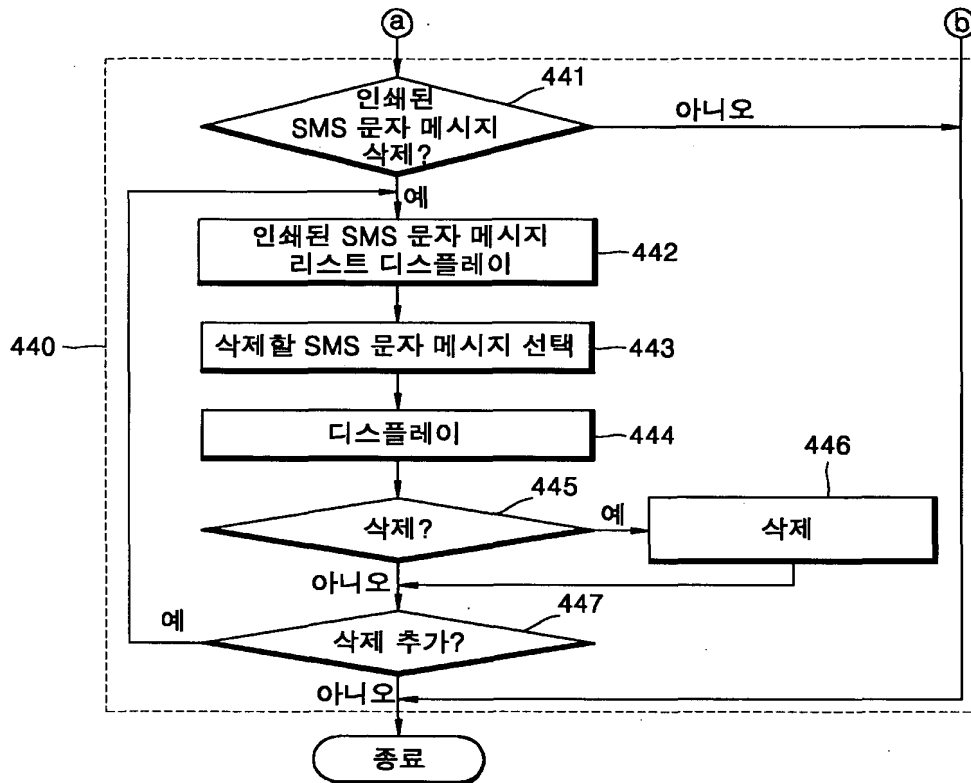 ⓐ
ⓑ
441
인쇄된
SMS 문자 메시지
삭제?
아니오
예
인쇄된 SMS 문자 메시지
리스트 디스플레이
442
440
삭제할 SMS 문자 메시지 선택
443
디스플레이
444
445
446
삭제?
예
삭제
아니오
447
예
삭제 추가?
아니오
종료